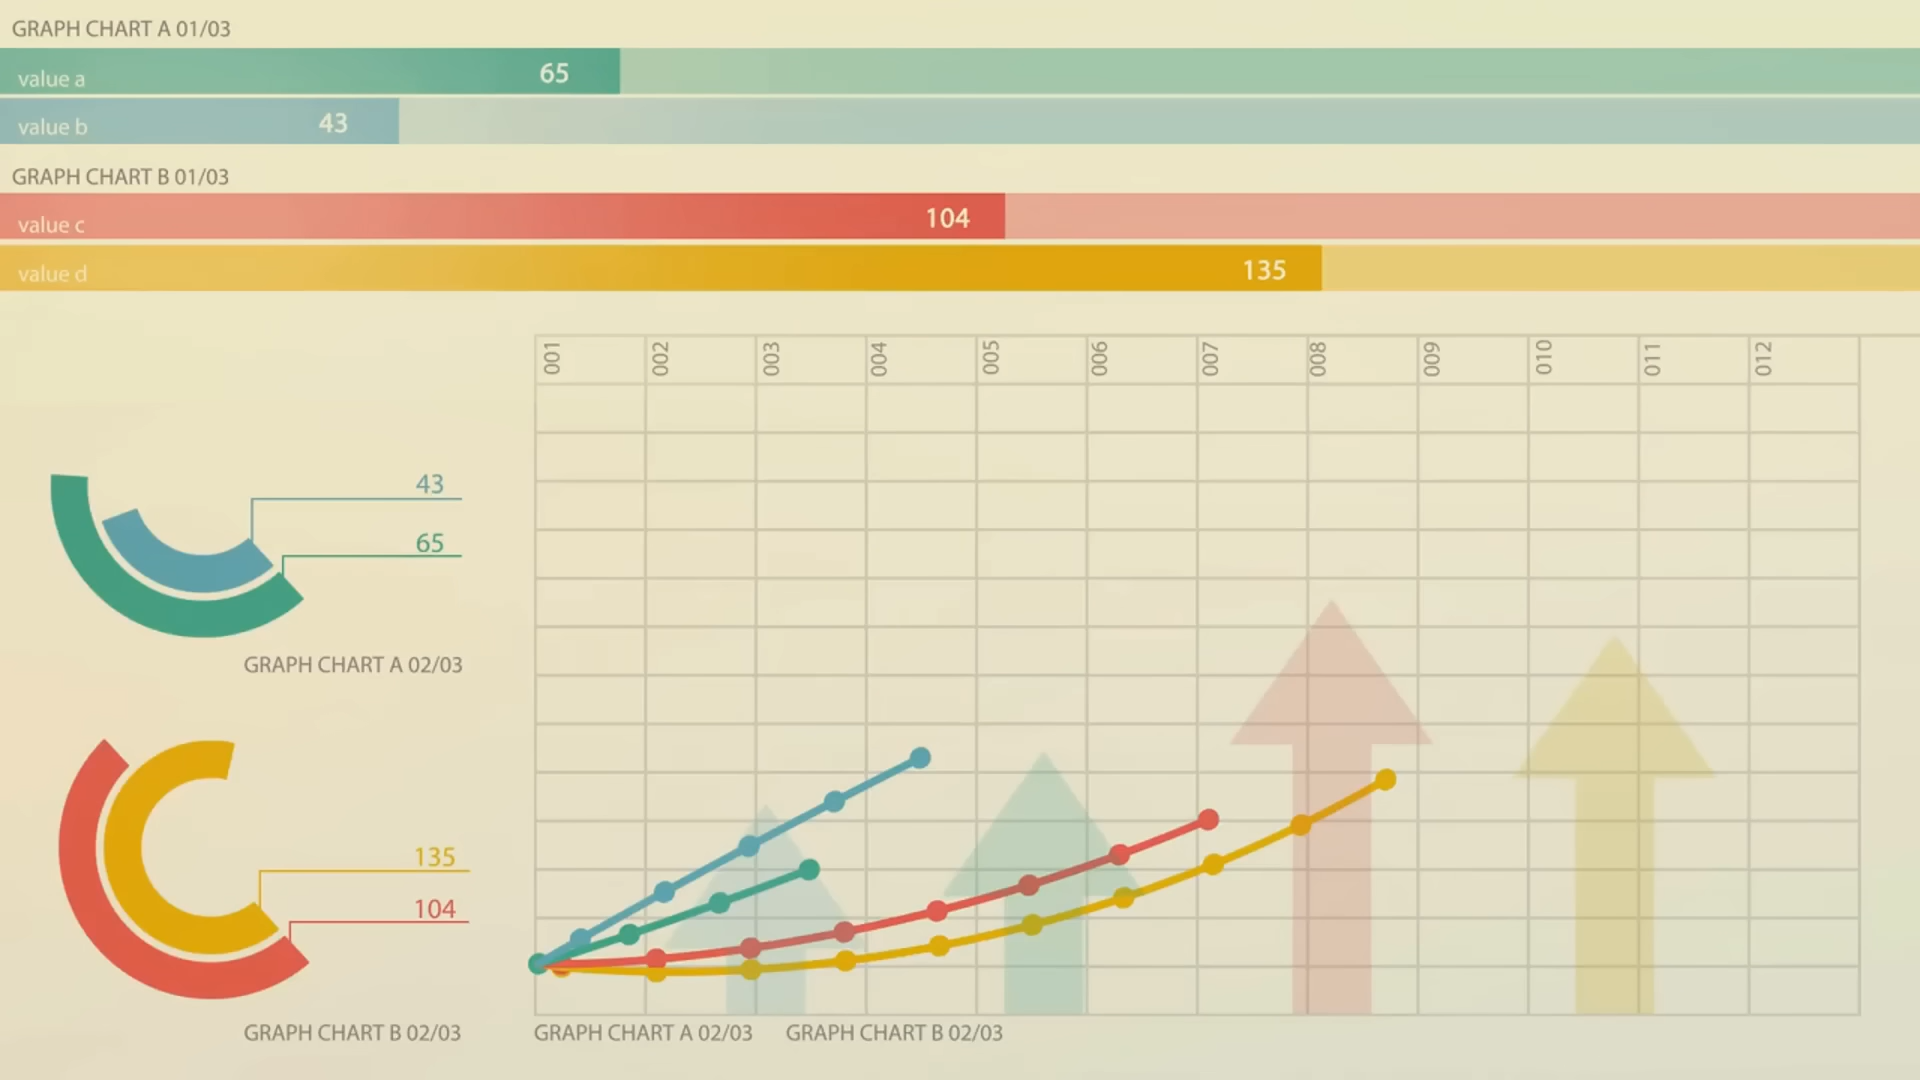 GRAPH CHART A 01/03
value a 65
value b 43
GRAPH CHART B 01/03
value c 104
value d 135
001 002 003 004 005 006 007 008 009 010 011 012
43
65
GRAPH CHART A 02/03
135
104
GRAPH CHART B 02/03
GRAPH CHART A 02/03 GRAPH CHART B 02/03